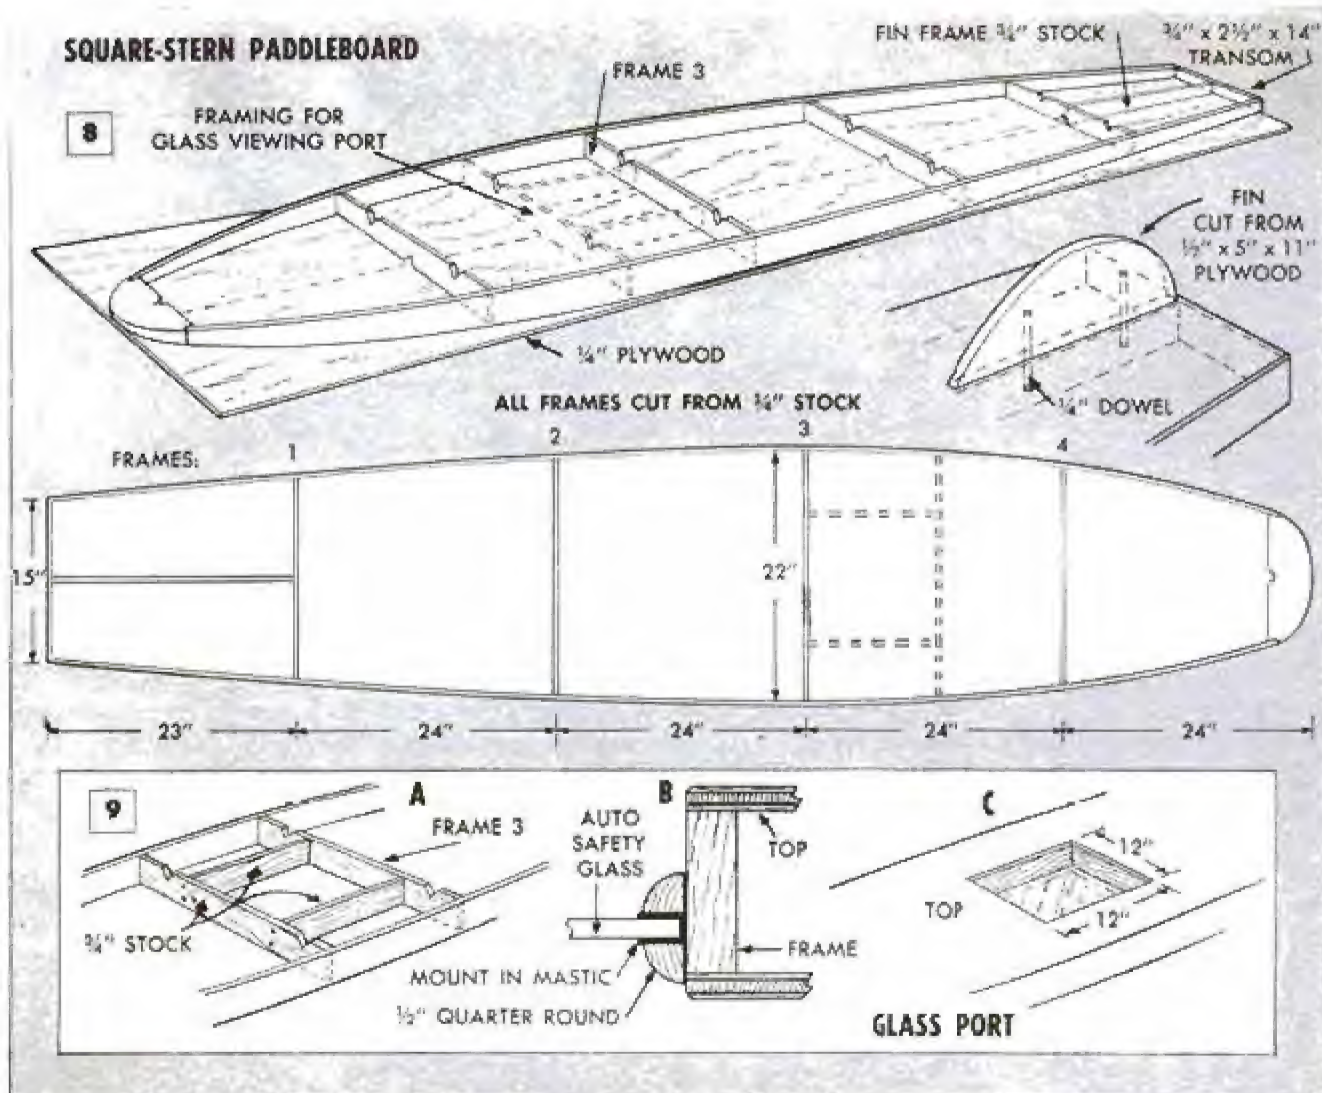 SQUARE-STERN PADDLEBOARD
8
FRAMING FOR
GLASS VIEWING PORT
FRAME 3
FIN FRAME ¾" STOCK
¾" x 2½" x 14"
TRANSOM
FIN
CUT FROM
½" x 5" x 11"
PLYWOOD
¼" PLYWOOD
¼" DOWEL
ALL FRAMES CUT FROM ¾" STOCK
FRAMES:
1
2
3
4
15"
22"
23"
24"
24"
24"
24"
9
A
FRAME 3
¾" STOCK
B
AUTO
SAFETY
GLASS
TOP
FRAME
MOUNT IN MASTIC
½" QUARTER ROUND
C
12"
12"
TOP
GLASS PORT